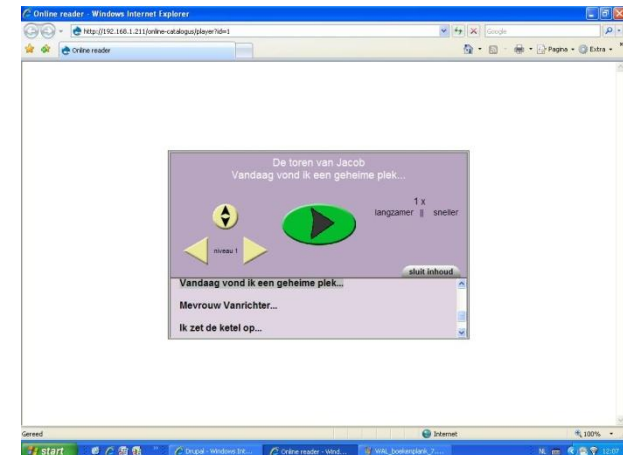 Online reader - Windows Internet Explorer
http://192.168.1.211/online-catalogus/player?id=1
Google
Online reader
Pagina
Extra
De toren van Jacob
Vandaag vond ik een geheime plek...
1 x
langzamer || sneller
niveau 1
sluit inhoud
Vandaag vond ik een geheime plek...
Mevrouw Vanrichter...
Ik zet de ketel op...
Gereed
Internet
100%
start
Drupal - Windows Int...
Online reader - Wind...
WAI_boekenplank_7....
NL
12:07